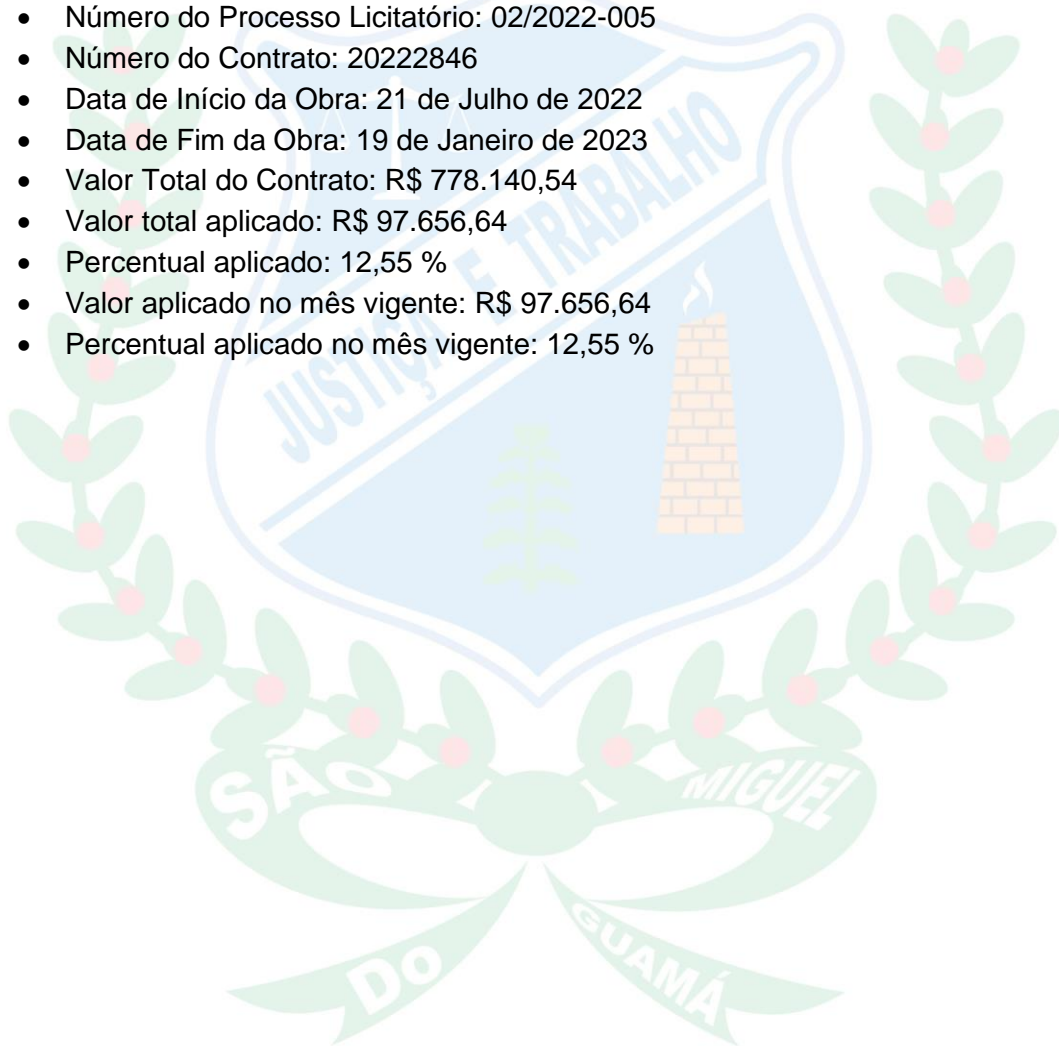 • Número do Processo Licitatório: 02/2022-005
• Número do Contrato: 20222846
• Data de Início da Obra: 21 de Julho de 2022
• Data de Fim da Obra: 19 de Janeiro de 2023
• Valor Total do Contrato: R$ 778.140,54
• Valor total aplicado: R$ 97.656,64
• Percentual aplicado: 12,55 %
• Valor aplicado no mês vigente: R$ 97.656,64
• Percentual aplicado no mês vigente: 12,55 %
JUSTIÇA E TRABALHO
SÃO MIGUEL
DO GUAMÁ